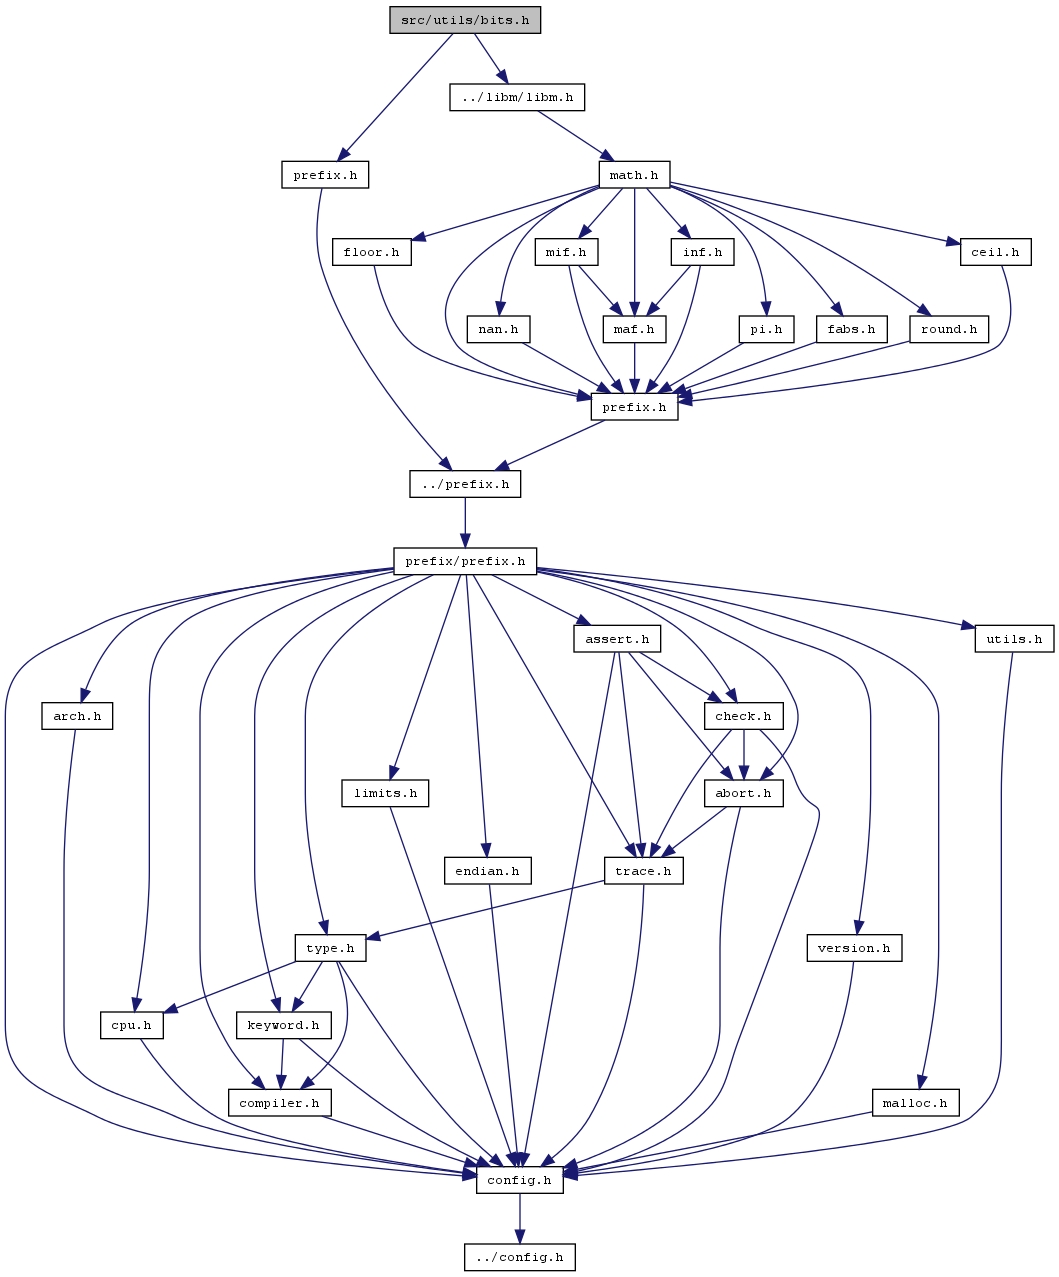 src/utils/bits.h
../libm/libm.h
prefix.h
math.h
floor.h
mif.h
inf.h
ceil.h
nan.h
maf.h
pi.h
fabs.h
round.h
prefix.h
../prefix.h
prefix/prefix.h
assert.h
utils.h
arch.h
check.h
limits.h
abort.h
endian.h
trace.h
type.h
version.h
cpu.h
keyword.h
compiler.h
malloc.h
config.h
../config.h